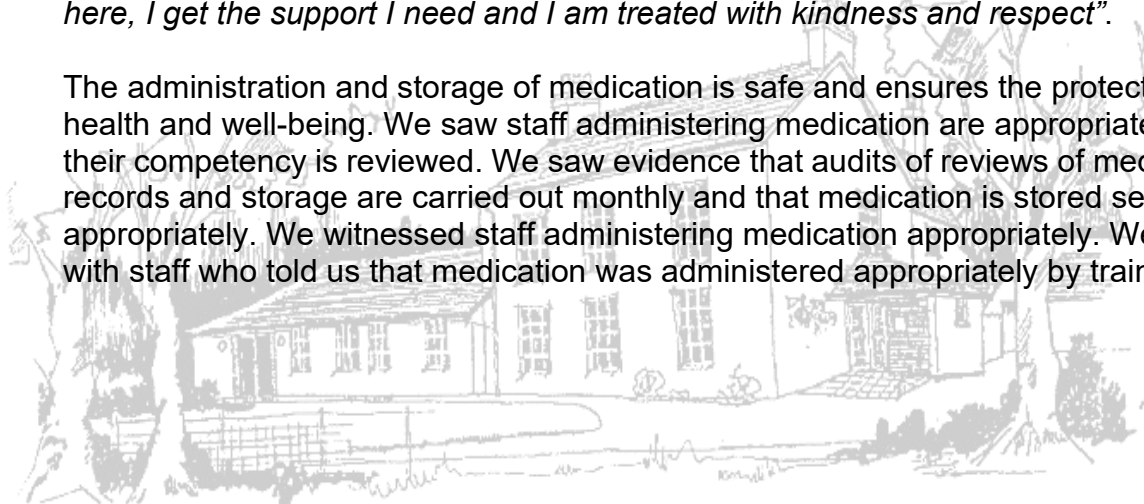 here, I get the support I need and I am treated with kindness and respect”.
The administration and storage of medication is safe and ensures the protect
health and well-being. We saw staff administering medication are appropriate
their competency is reviewed. We saw evidence that audits of reviews of med
records and storage are carried out monthly and that medication is stored se
appropriately. We witnessed staff administering medication appropriately. We
with staff who told us that medication was administered appropriately by train